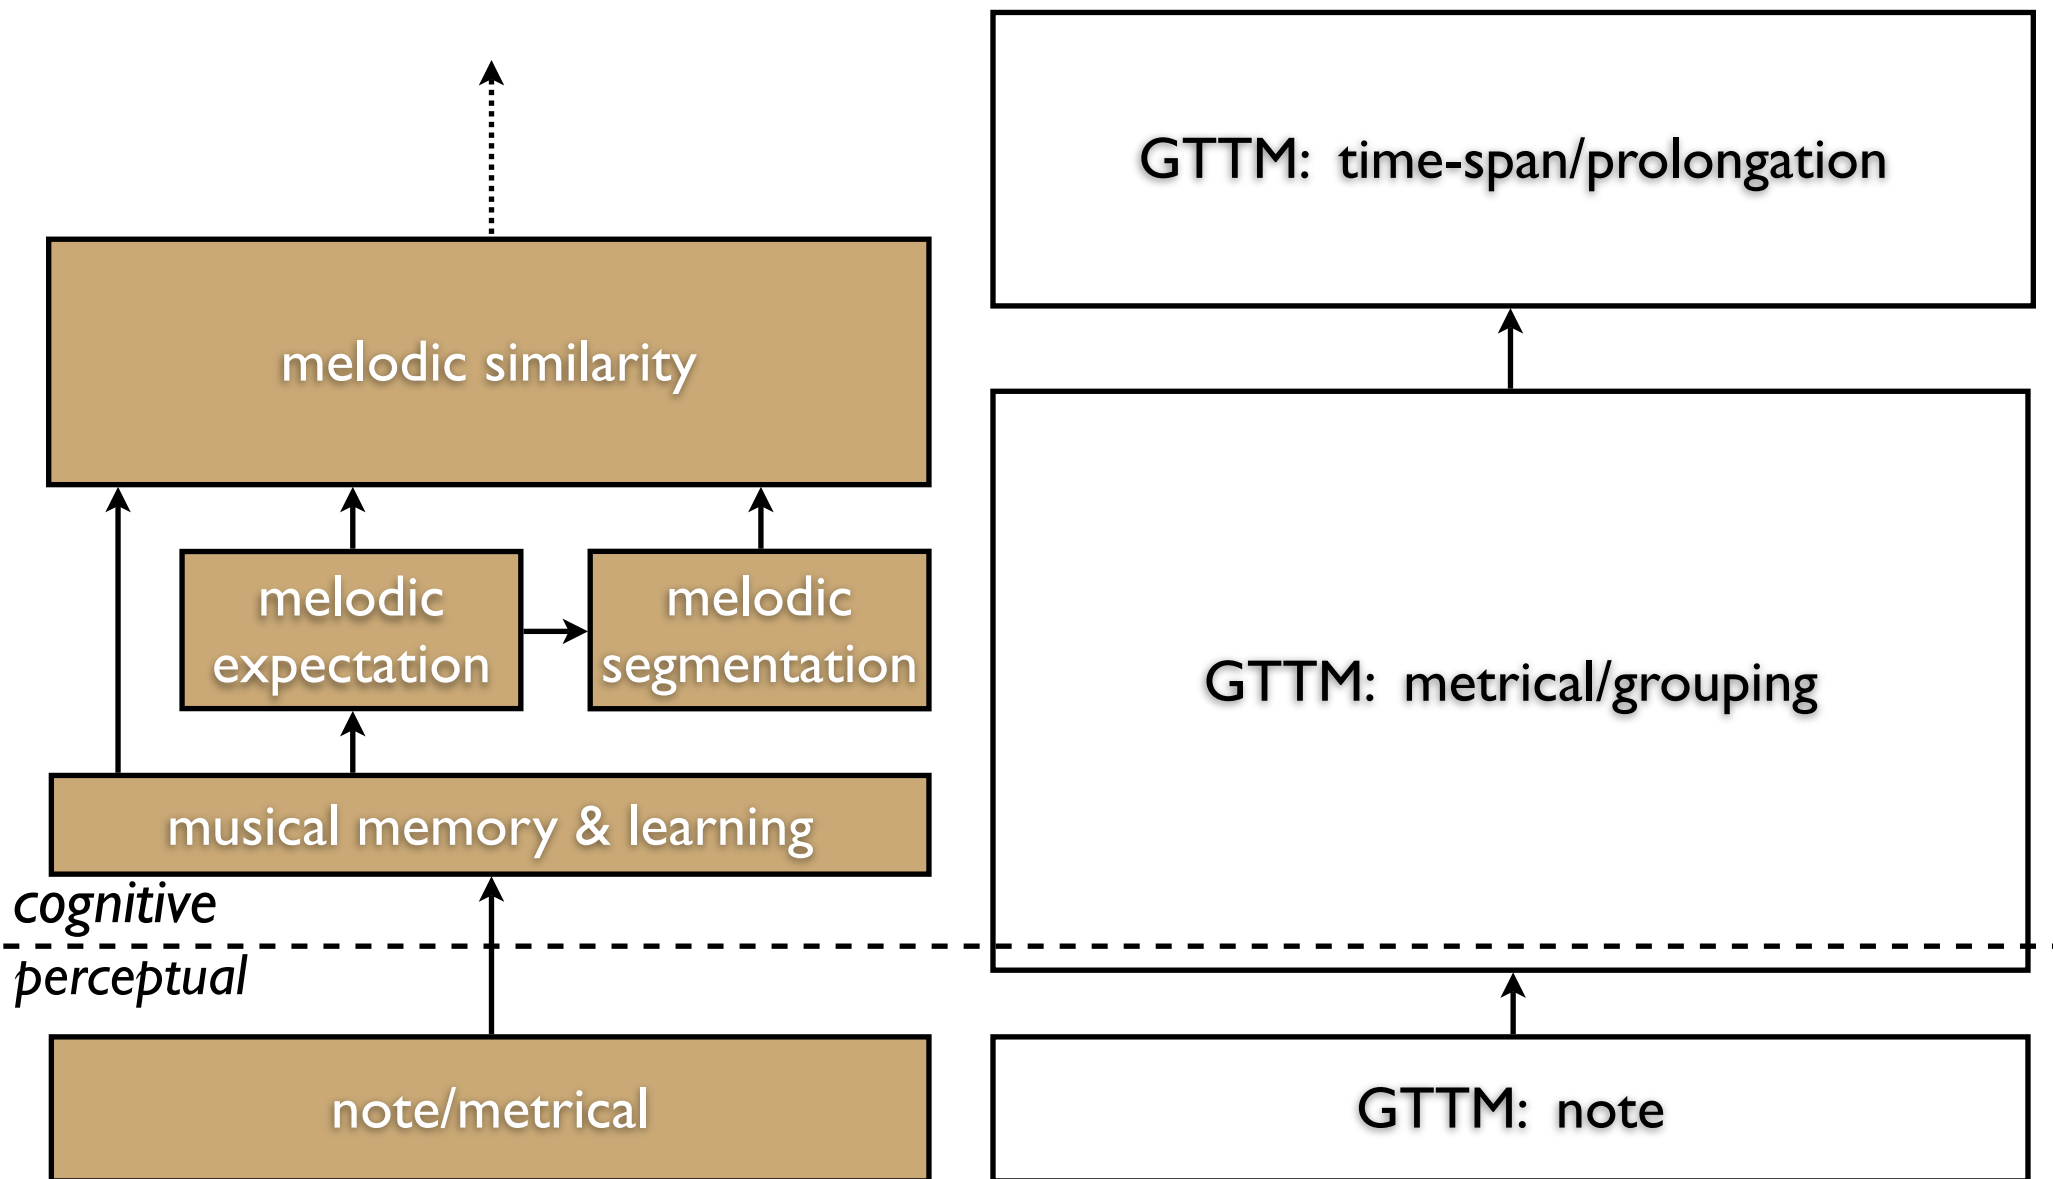 GTTM: time-span/prolongation
melodic similarity
melodic
expectation
melodic
segmentation
GTTM: metrical/grouping
musical memory & learning
cognitive
perceptual
note/metrical
GTTM: note